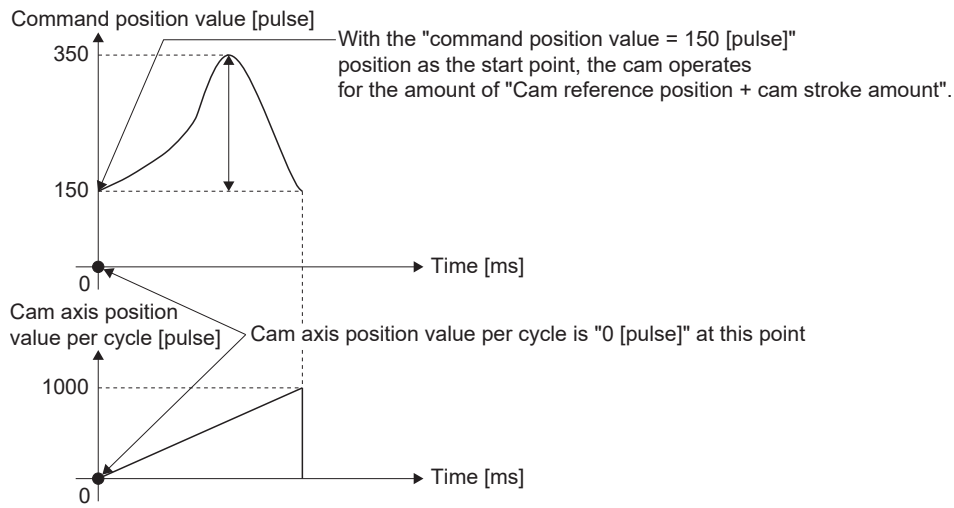 Command position value [pulse]
350
With the "command position value = 150 [pulse]"
position as the start point, the cam operates
for the amount of "Cam reference position + cam stroke amount".
150
Time [ms]
0
Cam axis position
value per cycle [pulse]
Cam axis position value per cycle is "0 [pulse]" at this point
1000
Time [ms]
0